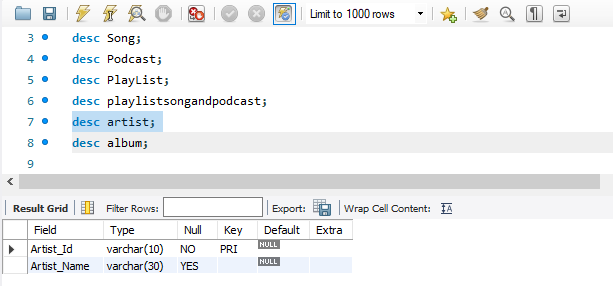 Limit to 1000 rows
3 desc Song;
4 desc Podcast;
5 desc PlayList;
6 desc playlistsongandpodcast;
7 desc artist;
8 desc album;
9
Result Grid Filter Rows: Export: Wrap Cell Content: IA
Field Type Null Key Default Extra
Artist_Id varchar(10) NO PRI NULL
Artist_Name varchar(30) YES NULL